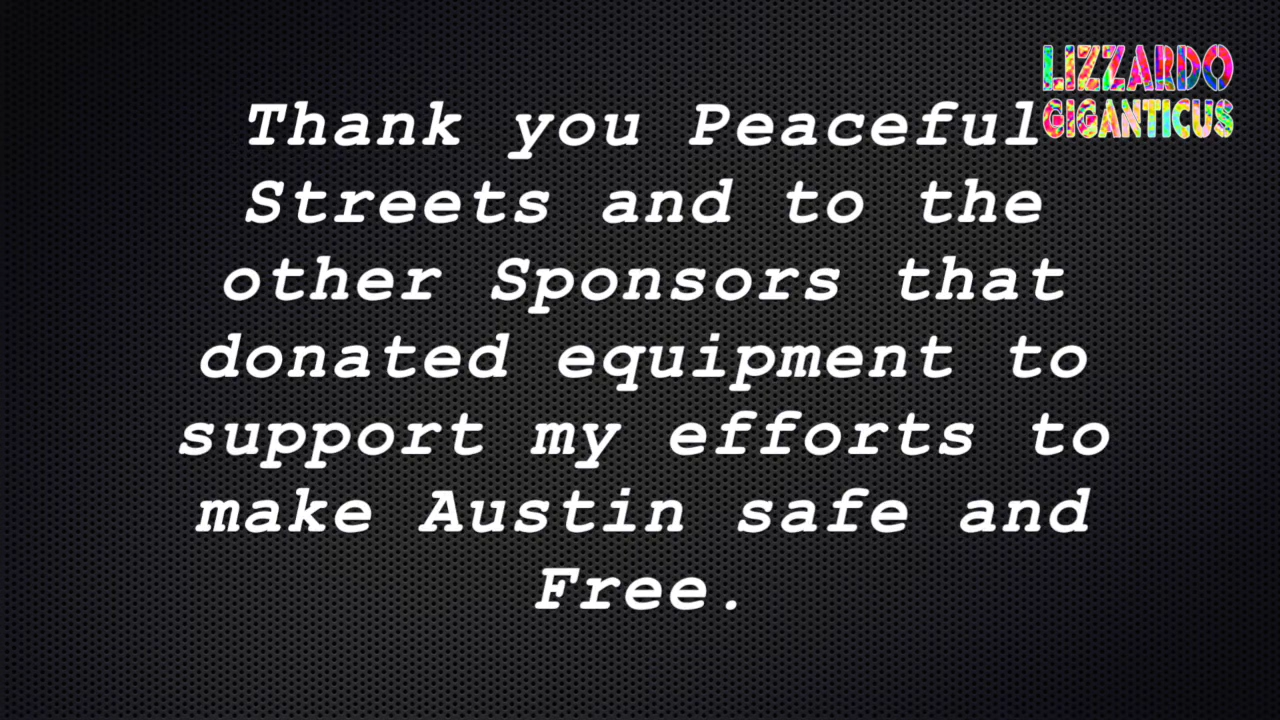 LIZZARDO
GIGANTICUS
Thank you Peaceful
Streets and to the
other Sponsors that
donated equipment to
support my efforts to
make Austin safe and
Free.